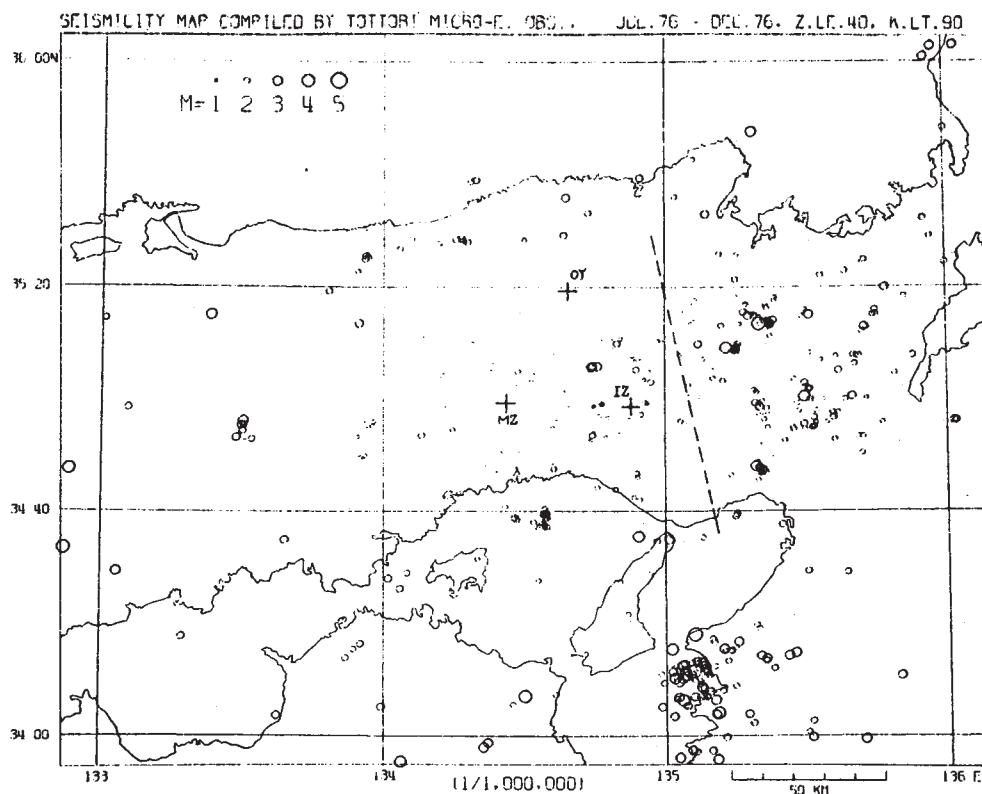 SEISMICITY MAP COMPILED BY TOTTORI MICRO-E. OBS., JUL.76 - DEC.76, Z.LE.40, K.LT.90
36 00N
M= 1 2 3 4 5
35 20
OY
IZ
MZ
34 40
34 00
133 134 135 136 E
(1/1,000,000)
50 KM